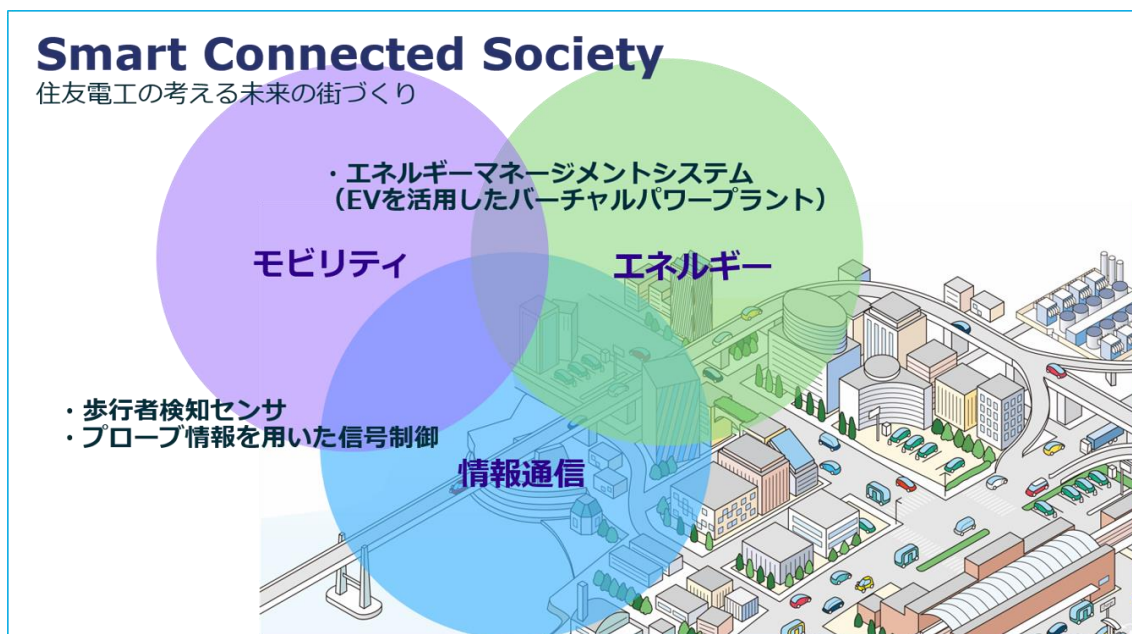 Smart Connected Society
住友電工の考える未来の街づくり
・エネルギーマネージメントシステム
（EVを活用したバーチャルパワープラント）
モビリティ
エネルギー
・歩行者検知センサ
・プローブ情報を用いた信号制御
情報通信